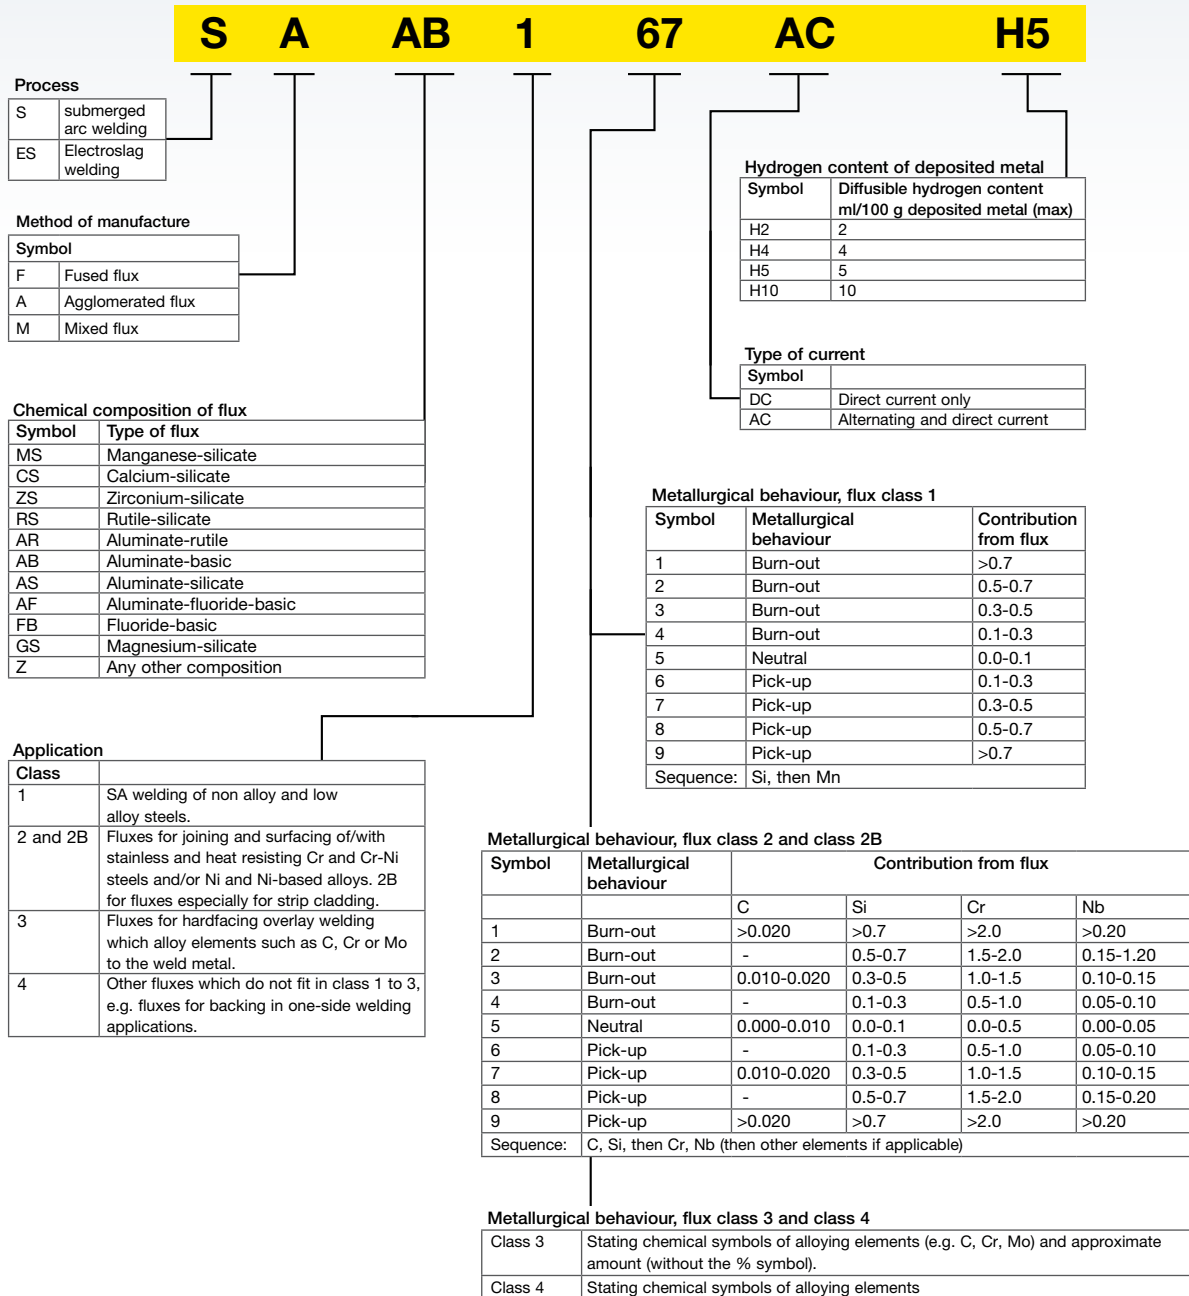 S A AB 1 67 AC H5
Process
S submerged
arc welding
ES Electroslag
welding
Method of manufacture
Symbol
F Fused flux
A Agglomerated flux
M Mixed flux
Chemical composition of flux
Symbol Type of flux
MS Manganese-silicate
CS Calcium-silicate
ZS Zirconium-silicate
RS Rutile-silicate
AR Aluminate-rutile
AB Aluminate-basic
AS Aluminate-silicate
AF Aluminate-fluoride-basic
FB Fluoride-basic
GS Magnesium-silicate
Z Any other composition
Application
Class
1 SA welding of non alloy and low
alloy steels.
2 and 2B Fluxes for joining and surfacing of/with
stainless and heat resisting Cr and Cr-Ni
steels and/or Ni and Ni-based alloys. 2B
for fluxes especially for strip cladding.
3 Fluxes for hardfacing overlay welding
which alloy elements such as C, Cr or Mo
to the weld metal.
4 Other fluxes which do not fit in class 1 to 3,
e.g. fluxes for backing in one-side welding
applications.
Hydrogen content of deposited metal
Symbol Diffusible hydrogen content
ml/100 g deposited metal (max)
H2 2
H4 4
H5 5
H10 10
Type of current
Symbol
DC Direct current only
AC Alternating and direct current
Metallurgical behaviour, flux class 1
Symbol Metallurgical Contribution
behaviour from flux
1 Burn-out >0.7
2 Burn-out 0.5-0.7
3 Burn-out 0.3-0.5
4 Burn-out 0.1-0.3
5 Neutral 0.0-0.1
6 Pick-up 0.1-0.3
7 Pick-up 0.3-0.5
8 Pick-up 0.5-0.7
9 Pick-up >0.7
Sequence: Si, then Mn
Metallurgical behaviour, flux class 2 and class 2B
Symbol Metallurgical Contribution from flux
behaviour
C Si Cr Nb
1 Burn-out >0.020 >0.7 >2.0 >0.20
2 Burn-out - 0.5-0.7 1.5-2.0 0.15-1.20
3 Burn-out 0.010-0.020 0.3-0.5 1.0-1.5 0.10-0.15
4 Burn-out - 0.1-0.3 0.5-1.0 0.05-0.10
5 Neutral 0.000-0.010 0.0-0.1 0.0-0.5 0.00-0.05
6 Pick-up - 0.1-0.3 0.5-1.0 0.05-0.10
7 Pick-up 0.010-0.020 0.3-0.5 1.0-1.5 0.10-0.15
8 Pick-up - 0.5-0.7 1.5-2.0 0.15-0.20
9 Pick-up >0.020 >0.7 >2.0 >0.20
Sequence: C, Si, then Cr, Nb (then other elements if applicable)
Metallurgical behaviour, flux class 3 and class 4
Class 3 Stating chemical symbols of alloying elements (e.g. C, Cr, Mo) and approximate
amount (without the % symbol).
Class 4 Stating chemical symbols of alloying elements